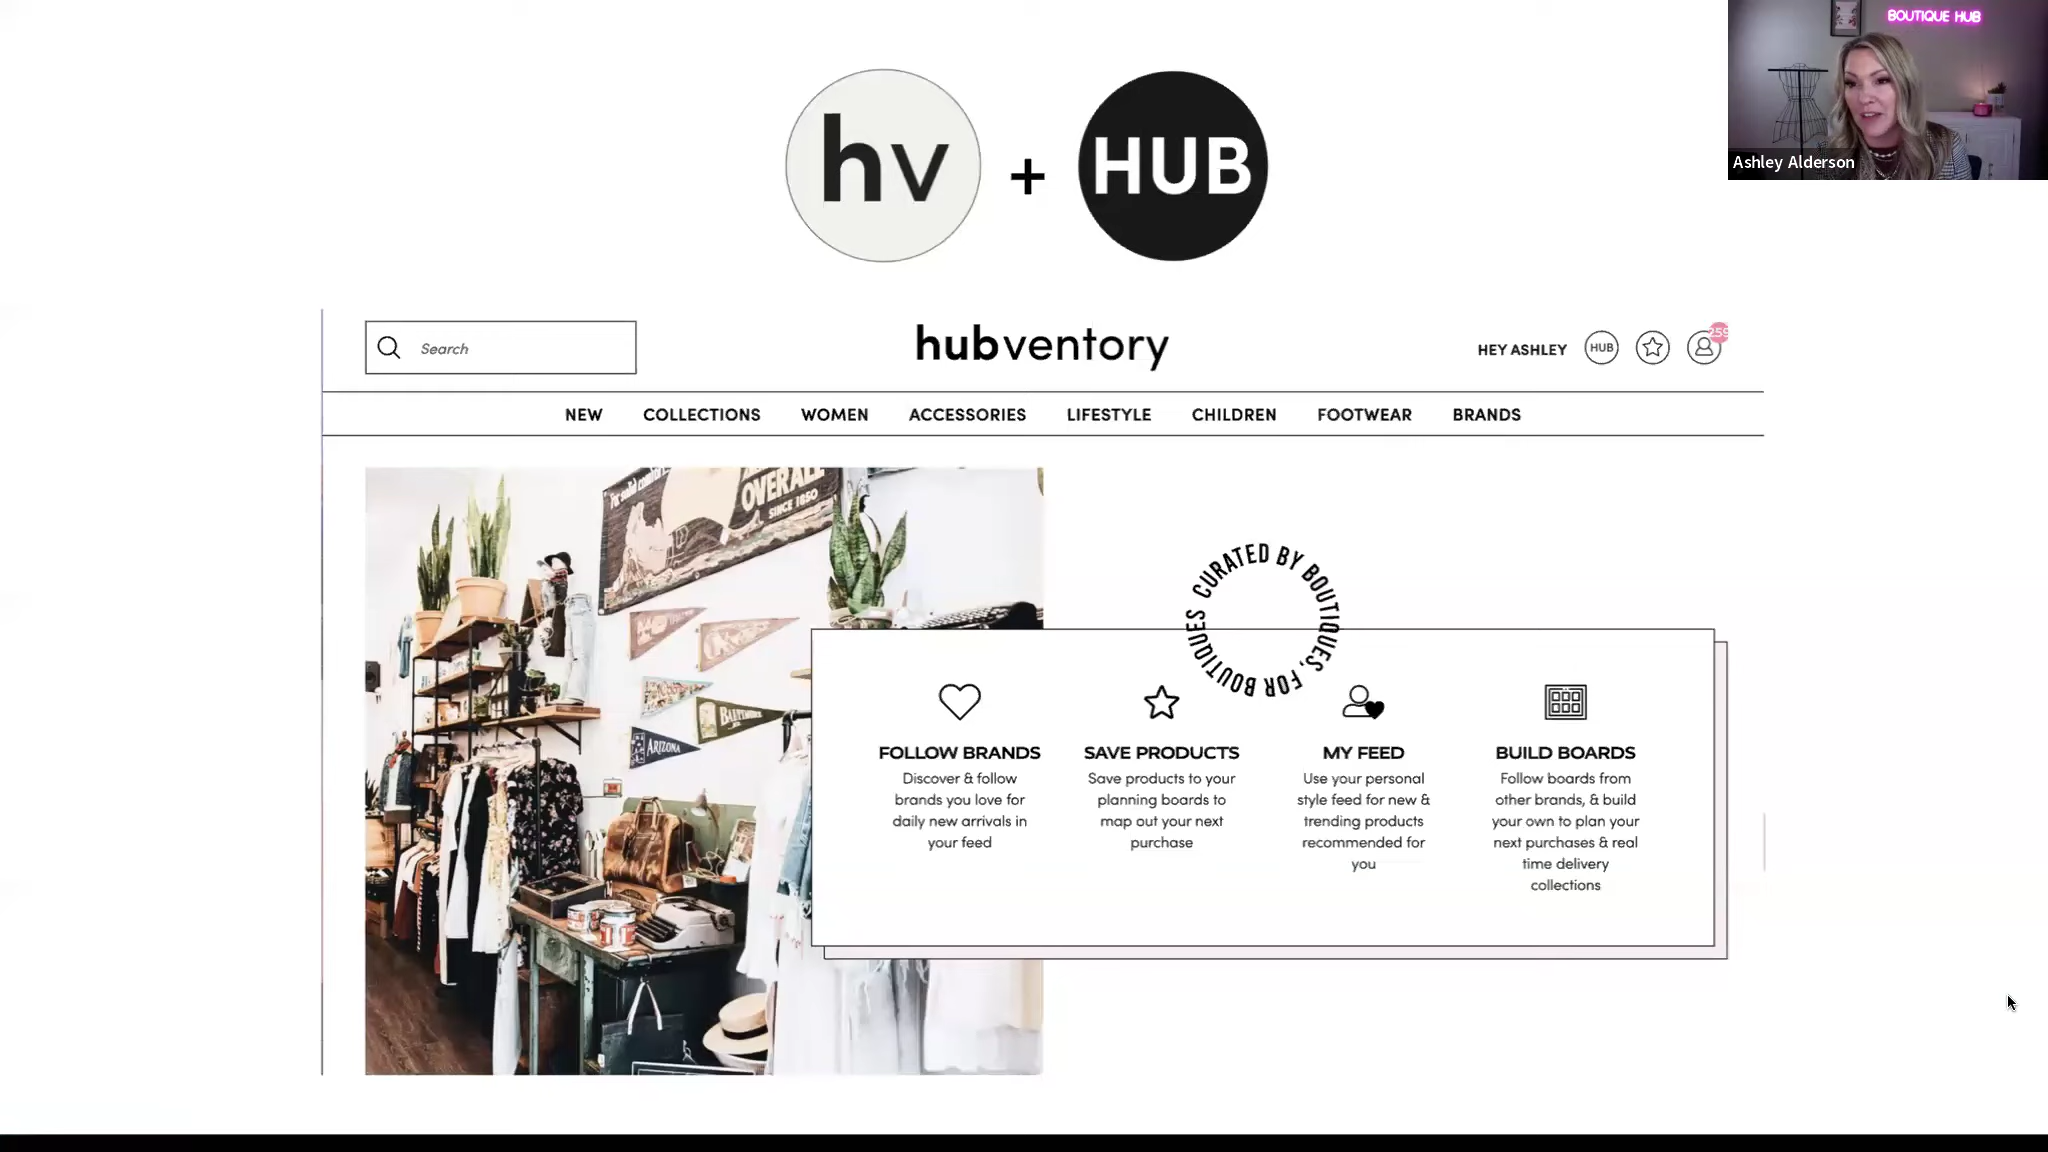 BOUTIQUE HUB
Ashley Alderson
hv + HUB
Search
hubventory
HEY ASHLEY
HUB
259
NEW COLLECTIONS WOMEN ACCESSORIES LIFESTYLE CHILDREN FOOTWEAR BRANDS
OVERALL
SINCE 1850
BALTIMORE
ARIZONA
CURATED BY BOUTIQUES, FOR BOUTIQUES
FOLLOW BRANDS
Discover & follow
brands you love for
daily new arrivals in
your feed
SAVE PRODUCTS
Save products to your
planning boards to
map out your next
purchase
MY FEED
Use your personal
style feed for new &
trending products
recommended for
you
BUILD BOARDS
Follow boards from
other brands, & build
your own to plan your
next purchases & real
time delivery
collections